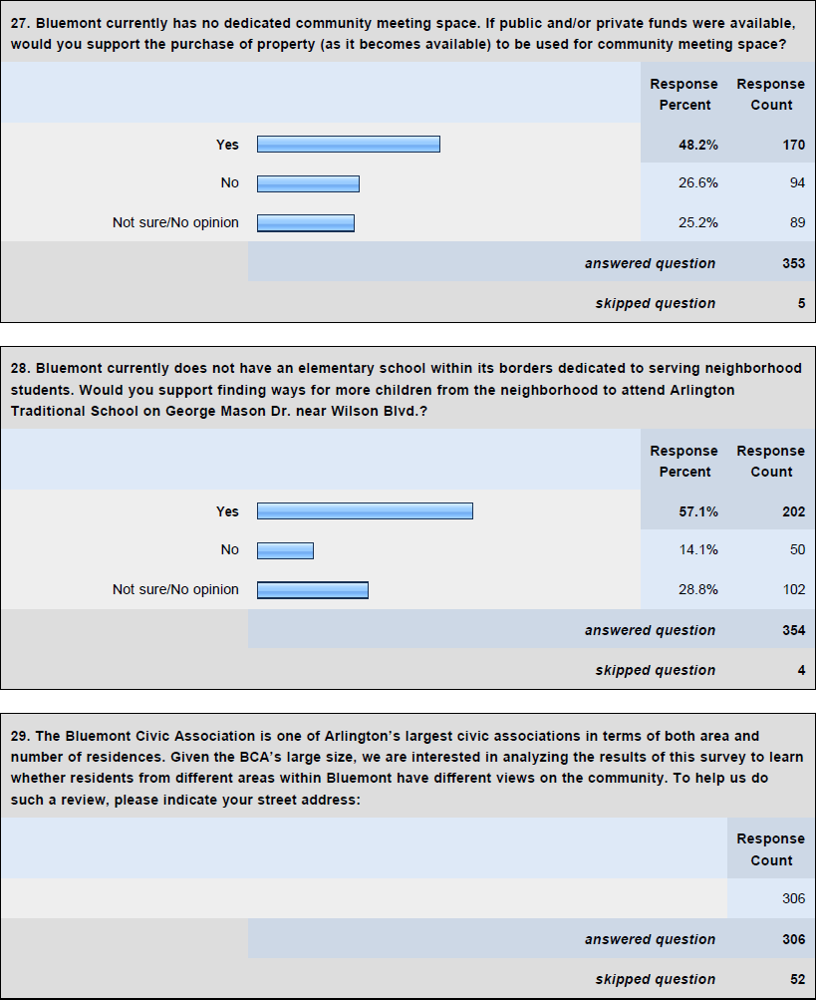 27. Bluemont currently has no dedicated community meeting space. If public and/or private funds were available,
would you support the purchase of property (as it becomes available) to be used for community meeting space?
Response Percent Response Count
Yes 48.2% 170
No 26.6% 94
Not sure/No opinion 25.2% 89
answered question 353
skipped question 5
28. Bluemont currently does not have an elementary school within its borders dedicated to serving neighborhood
students. Would you support finding ways for more children from the neighborhood to attend Arlington
Traditional School on George Mason Dr. near Wilson Blvd.?
Response Percent Response Count
Yes 57.1% 202
No 14.1% 50
Not sure/No opinion 28.8% 102
answered question 354
skipped question 4
29. The Bluemont Civic Association is one of Arlington's largest civic associations in terms of both area and
number of residences. Given the BCA's large size, we are interested in analyzing the results of this survey to learn
whether residents from different areas within Bluemont have different views on the community. To help us do
such a review, please indicate your street address:
Response
Count
306
answered question 306
skipped question 52